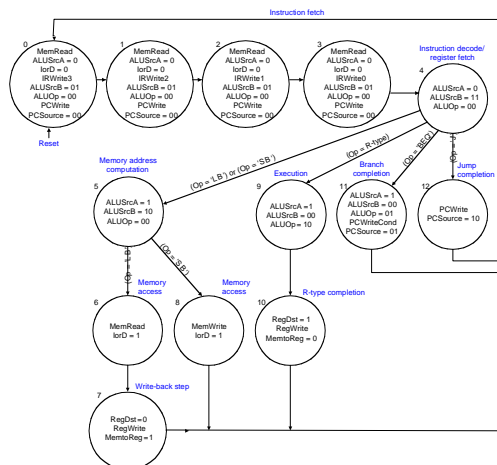 Instruction fetch
0
MemRead
ALUSrcA = 0
IorD = 0
IRWrite3
ALUSrcB = 01
ALUOp = 00
PCWrite
PCSource = 00
Reset
1
MemRead
ALUSrcA = 0
IorD = 0
IRWrite2
ALUSrcB = 01
ALUOp = 00
PCWrite
PCSource = 00
2
MemRead
ALUSrcA = 0
IorD = 0
IRWrite1
ALUSrcB = 01
ALUOp = 00
PCWrite
PCSource = 00
3
MemRead
ALUSrcA = 0
IorD = 0
IRWrite0
ALUSrcB = 01
ALUOp = 00
PCWrite
PCSource = 00
Instruction decode/
register fetch
4
ALUSrcA = 0
ALUSrcB = 11
ALUOp = 00
(Op = 'LB') or (Op = 'SB')
(Op = R-type)
(Op = 'BEQ')
(Op = 'J')
Memory address
computation
5
ALUSrcA = 1
ALUSrcB = 10
ALUOp = 00
Execution
9
ALUSrcA =1
ALUSrcB = 00
ALUOp= 10
Branch
completion
11
ALUSrcA = 1
ALUSrcB = 00
ALUOp = 01
PCWriteCond
PCSource = 01
Jump
completion
12
PCWrite
PCSource = 10
(Op = 'LB')
(Op = 'SB')
Memory
access
6
MemRead
IorD = 1
Memory
access
8
MemWrite
IorD = 1
R-type completion
10
RegDst = 1
RegWrite
MemtoReg = 0
Write-back step
7
RegDst=0
RegWrite
MemtoReg=1